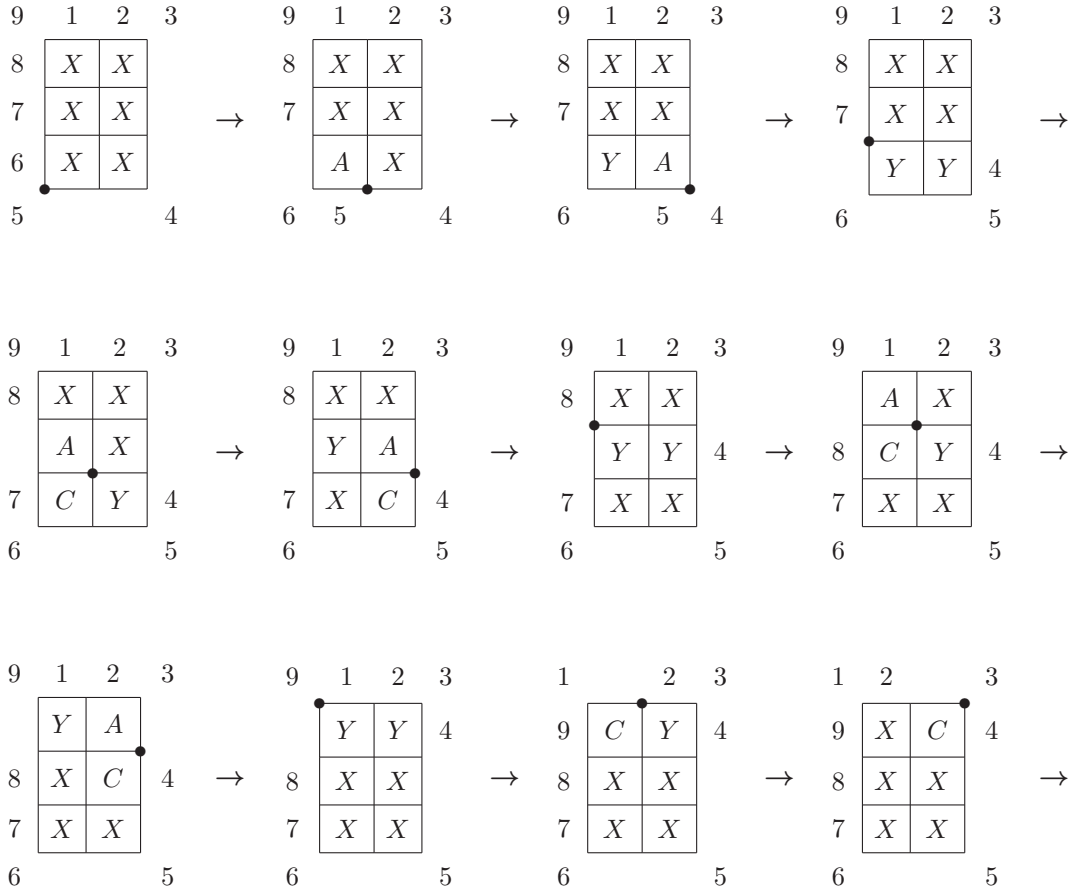 9 1 2 3 9 1 2 3 9 1 2 3 9 1 2 3
8 X X 8 X X 8 X X 8 X X
7 X X → 7 X X → 7 X X → 7 X X →
6 X X A X Y A Y Y 4
5 4 6 5 4 6 5 4 6 5
9 1 2 3 9 1 2 3 9 1 2 3 9 1 2 3
8 X X 8 X X 8 X X A X
A X → Y A → Y Y 4 → 8 C Y 4 →
7 C Y 4 7 X C 4 7 X X 7 X X
6 5 6 5 6 5 6 5
9 1 2 3 9 1 2 3 1 2 3 1 2 3
Y A Y Y 4 9 C Y 4 9 X C 4
8 X C 4 → 8 X X → 8 X X → 8 X X →
7 X X 7 X X 7 X X 7 X X
6 5 6 5 6 5 6 5